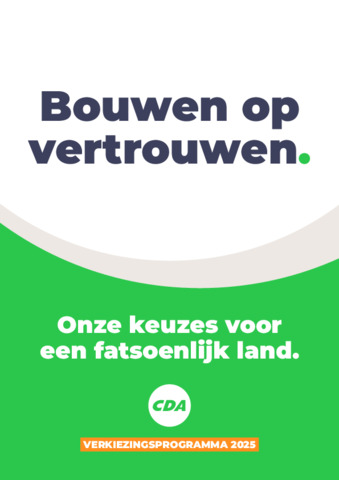 Bouwen op
vertrouwen.
Onze keuzes voor
een fatsoenlijk land.
CDA
VERKIEZINGSPROGRAMMA 2025